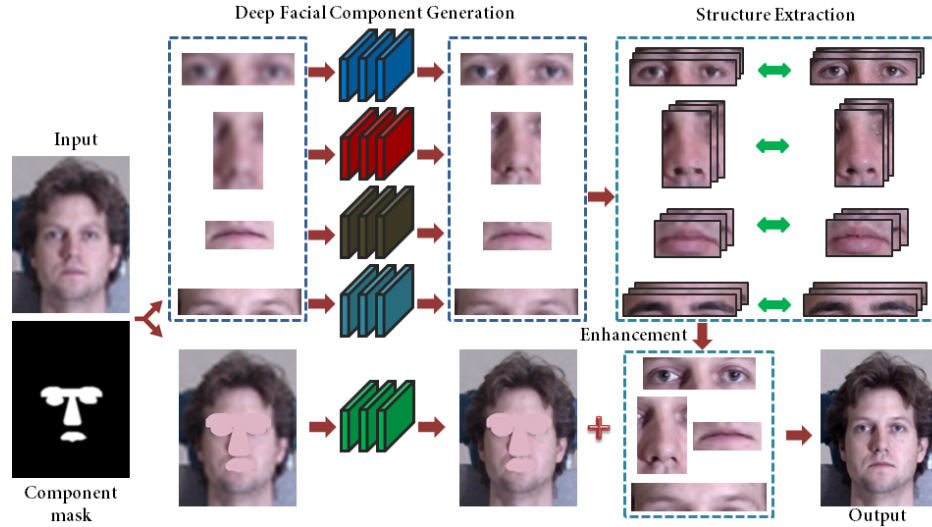 Deep Facial Component Generation
Structure Extraction
Input
Enhancement
Component
mask
Output